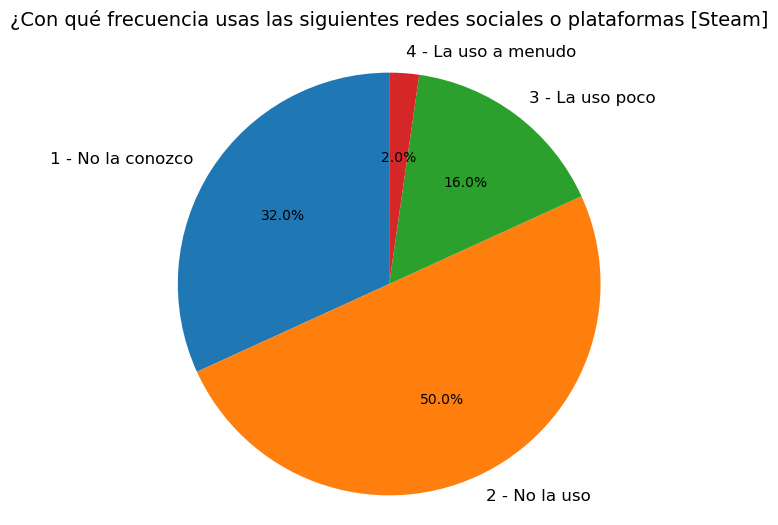 ¿Con qué frecuencia usas las siguientes redes sociales o plataformas [Steam]
4 - La uso a menudo
3 - La uso poco
1 - No la conozco
2.0%
16.0%
32.0%
50.0%
2 - No la uso